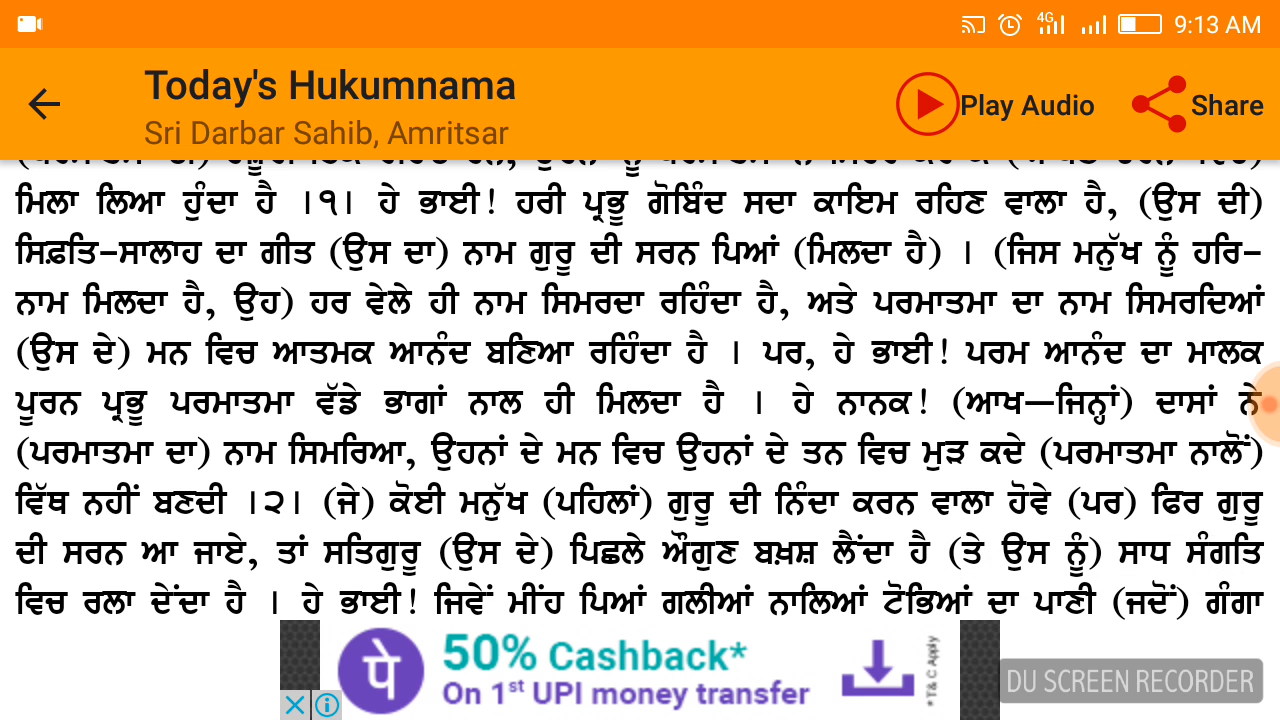 9:13 AM
4G
Today's Hukumnama
Sri Darbar Sahib, Amritsar
Play Audio
Share
ਮਿਲਾ ਲਿਆ ਹੁੰਦਾ ਹੈ ।੧। ਹੇ ਭਾਈ! ਹਰੀ ਪ੍ਰਭੂ ਗੋਬਿੰਦ ਸਦਾ ਕਾਇਮ ਰਹਿਣ ਵਾਲਾ ਹੈ, (ਉਸ ਦੀ)
ਸਿਫ਼ਤਿ-ਸਾਲਾਹ ਦਾ ਗੀਤ (ਉਸ ਦਾ) ਨਾਮ ਗੁਰੂ ਦੀ ਸਰਨ ਪਿਆਂ (ਮਿਲਦਾ ਹੈ) । (ਜਿਸ ਮਨੁੱਖ ਨੂੰ ਹਰਿ-
ਨਾਮ ਮਿਲਦਾ ਹੈ, ਉਹ) ਹਰ ਵੇਲੇ ਹੀ ਨਾਮ ਸਿਮਰਦਾ ਰਹਿੰਦਾ ਹੈ, ਅਤੇ ਪਰਮਾਤਮਾ ਦਾ ਨਾਮ ਸਿਮਰਦਿਆਂ
(ਉਸ ਦੇ) ਮਨ ਵਿਚ ਆਤਮਕ ਆਨੰਦ ਬਣਿਆ ਰਹਿੰਦਾ ਹੈ । ਪਰ, ਹੇ ਭਾਈ! ਪਰਮ ਆਨੰਦ ਦਾ ਮਾਲਕ
ਪੂਰਨ ਪ੍ਰਭੂ ਪਰਮਾਤਮਾ ਵੱਡੇ ਭਾਗਾਂ ਨਾਲ ਹੀ ਮਿਲਦਾ ਹੈ । ਹੇ ਨਾਨਕ! (ਆਖ—ਜਿਨ੍ਹਾਂ) ਦਾਸਾਂ ਨੇ
(ਪਰਮਾਤਮਾ ਦਾ) ਨਾਮ ਸਿਮਰਿਆ, ਉਹਨਾਂ ਦੇ ਮਨ ਵਿਚ ਉਹਨਾਂ ਦੇ ਤਨ ਵਿਚ ਮੁੜ ਕਦੇ (ਪਰਮਾਤਮਾ ਨਾਲੋਂ)
ਵਿੱਥ ਨਹੀਂ ਬਣਦੀ ।੨। (ਜੇ) ਕੋਈ ਮਨੁੱਖ (ਪਹਿਲਾਂ) ਗੁਰੂ ਦੀ ਨਿੰਦਾ ਕਰਨ ਵਾਲਾ ਹੋਵੇ (ਪਰ) ਫਿਰ ਗੁਰੂ
ਦੀ ਸਰਨ ਆ ਜਾਏ, ਤਾਂ ਸਤਿਗੁਰੂ (ਉਸ ਦੇ) ਪਿਛਲੇ ਔਗੁਣ ਬਖ਼ਸ਼ ਲੈਂਦਾ ਹੈ (ਤੇ ਉਸ ਨੂੰ) ਸਾਧ ਸੰਗਤਿ
ਵਿਚ ਰਲਾ ਦੇਂਦਾ ਹੈ । ਹੇ ਭਾਈ! ਜਿਵੇਂ ਮੀਂਹ ਪਿਆਂ ਗਲੀਆਂ ਨਾਲਿਆਂ ਟੋਭਿਆਂ ਦਾ ਪਾਣੀ (ਜਦੋਂ) ਗੰਗਾ
पे
50% Cashback*
On 1st UPI money transfer
*T& C Apply
DU SCREEN RECORDER